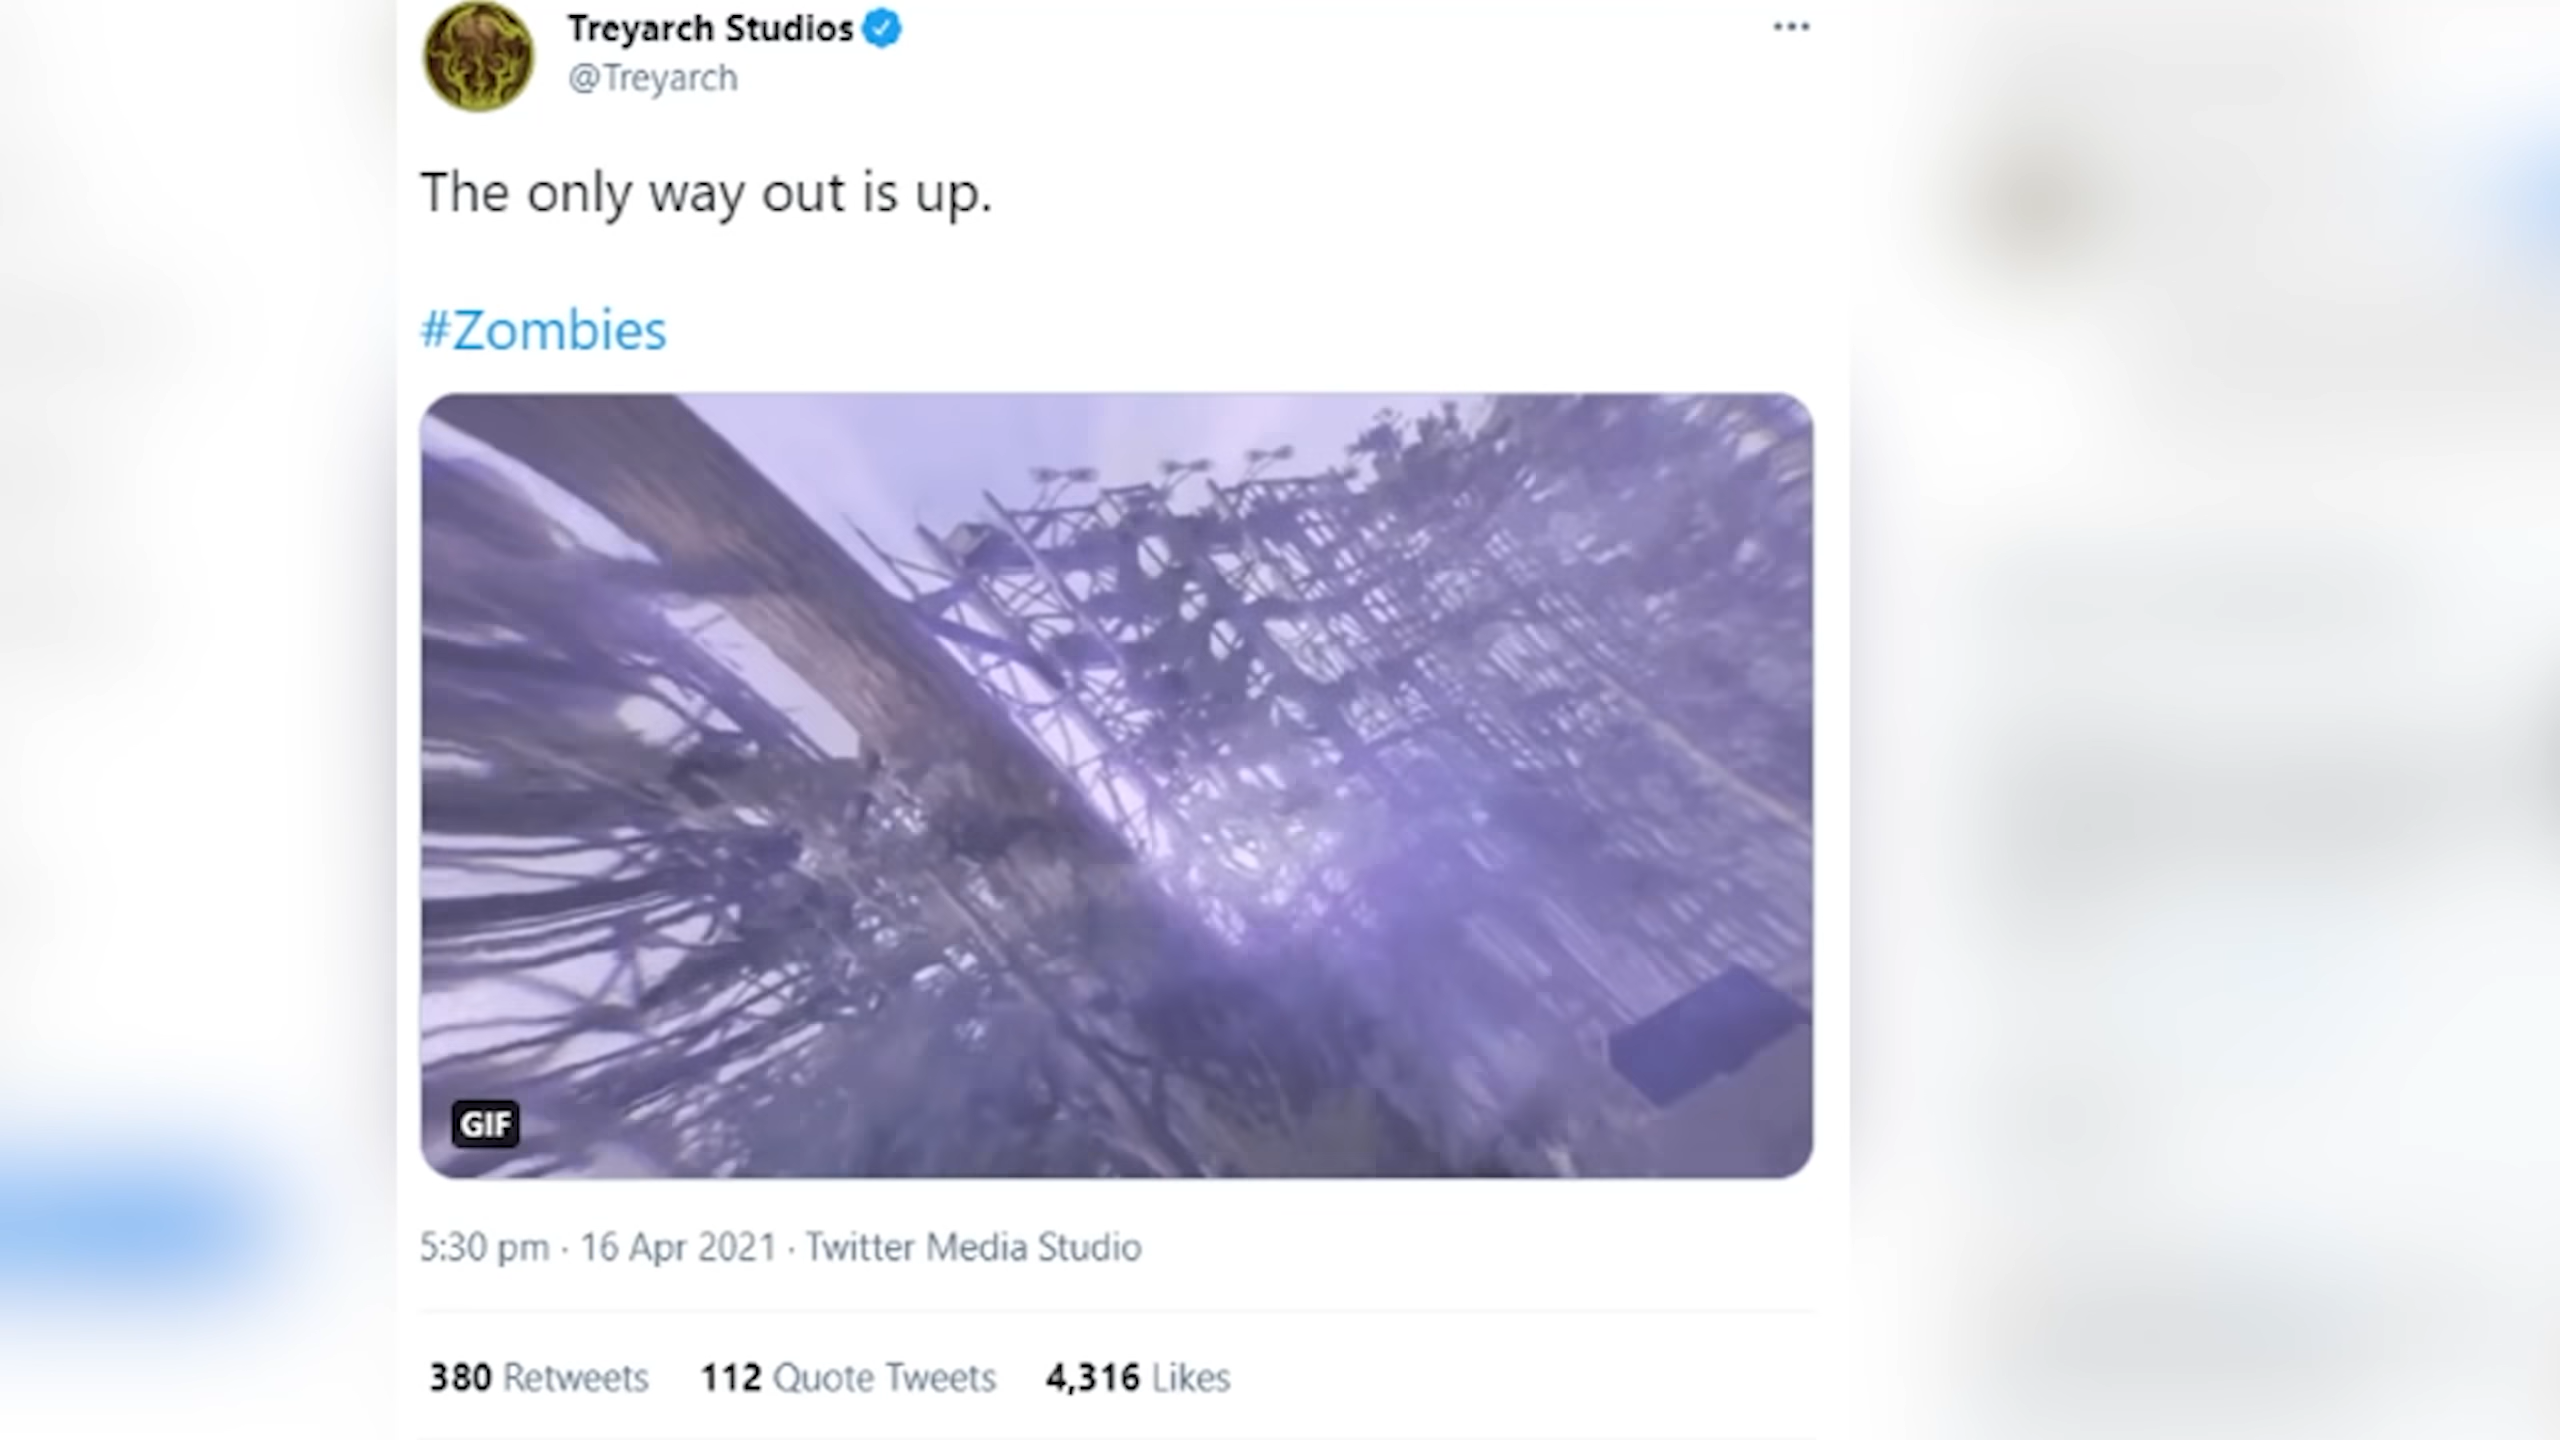 Treyarch Studios
@Treyarch
The only way out is up.
#Zombies
GIF
5:30 pm · 16 Apr 2021 · Twitter Media Studio
380 Retweets 112 Quote Tweets 4,316 Likes